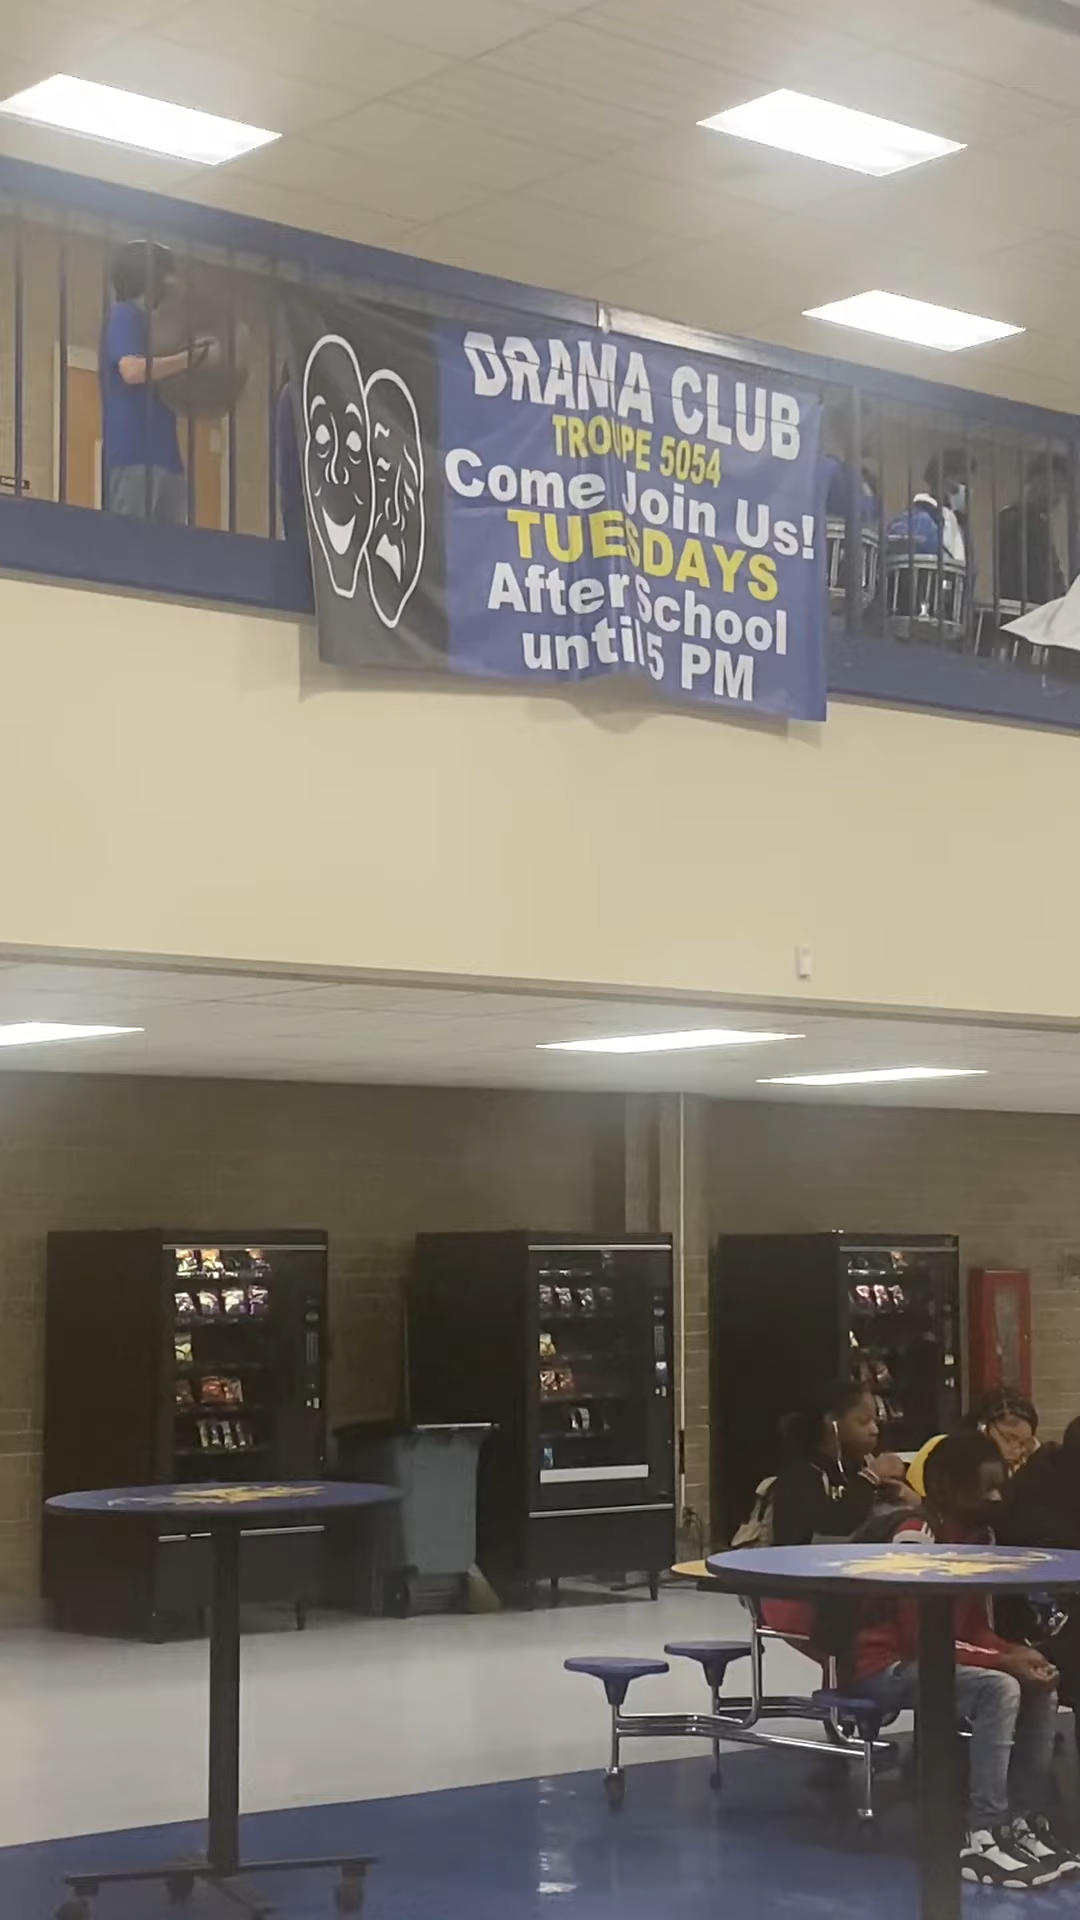 DRAMA CLUB
TROUPE 5054
Come Join Us!
TUESDAYS
After School
until 5 PM